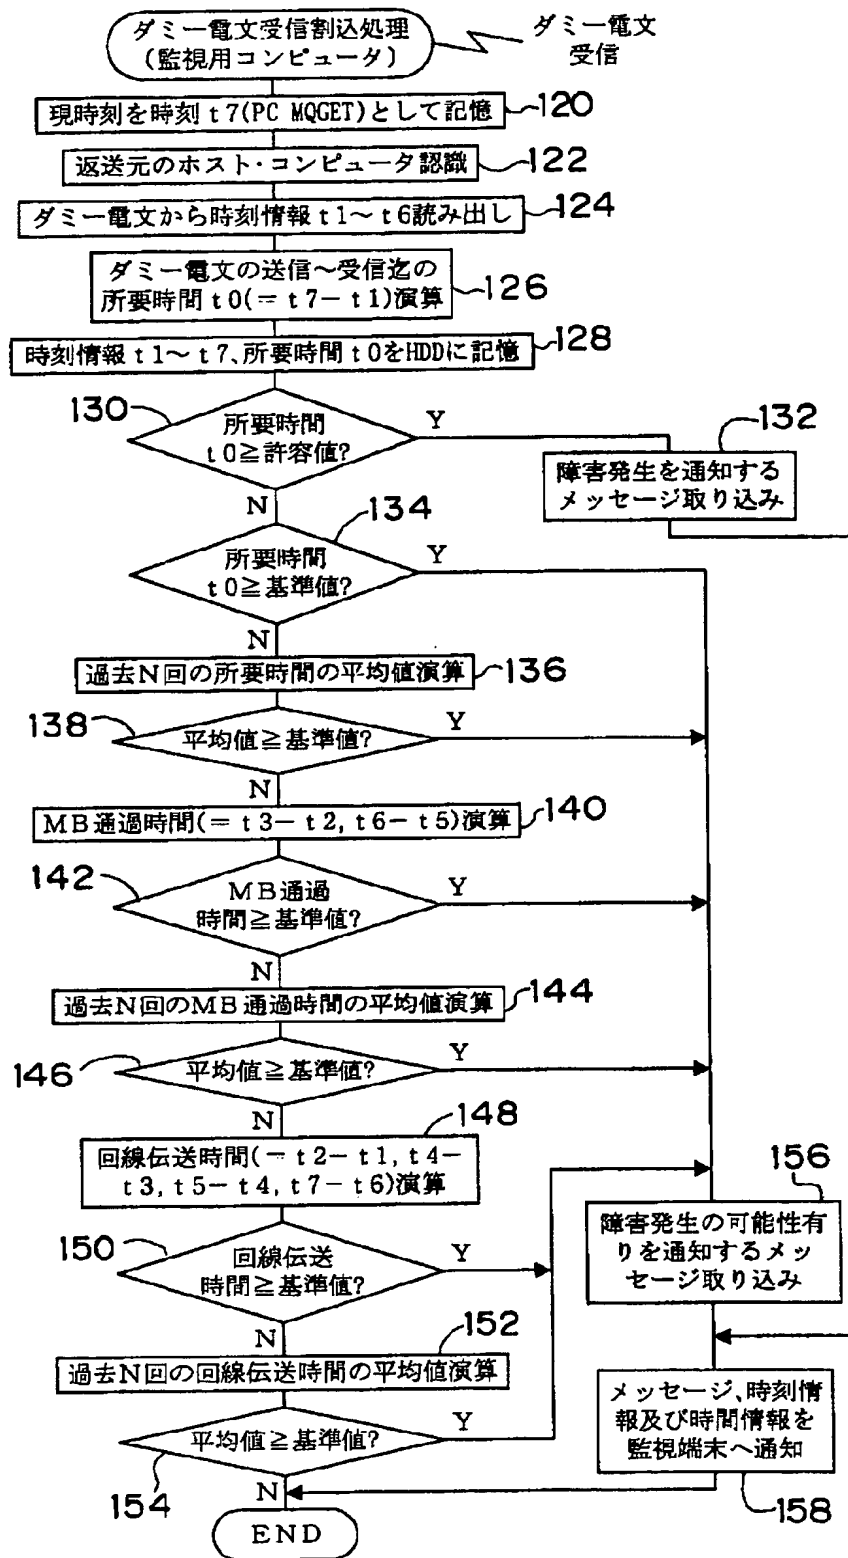 ダミー電文受信割込処理
(監視用コンピュータ)
ダミー電文
受信
現時刻を時刻t7(PC MQGET)として記憶
120
返送元のホスト・コンピュータ認識
122
ダミー電文から時刻情報t1〜t6読み出し
124
ダミー電文の送信〜受信迄の
所要時間t0(=t7-t1)演算
126
時刻情報t1〜t7、所要時間t0をHDDに記憶
128
130
所要時間
t0≧許容値?
Y
N
132
障害発生を通知する
メッセージ取り込み
134
所要時間
t0≧基準値?
Y
N
過去N回の所要時間の平均値演算
136
138
平均値≧基準値?
Y
N
MB通過時間(=t3-t2,t6-t5)演算
140
142
MB通過
時間≧基準値?
Y
N
過去N回のMB通過時間の平均値演算
144
146
平均値≧基準値?
Y
N
148
回線伝送時間(=t2-t1,t4-
t3,t5-t4,t7-t6)演算
150
回線伝送
時間≧基準値?
Y
N
152
過去N回の回線伝送時間の平均値演算
154
平均値≧基準値?
Y
N
156
障害発生の可能性有
りを通知するメッ
セージ取り込み
メッセージ、時刻情
報及び時間情報を
監視端末へ通知
158
END